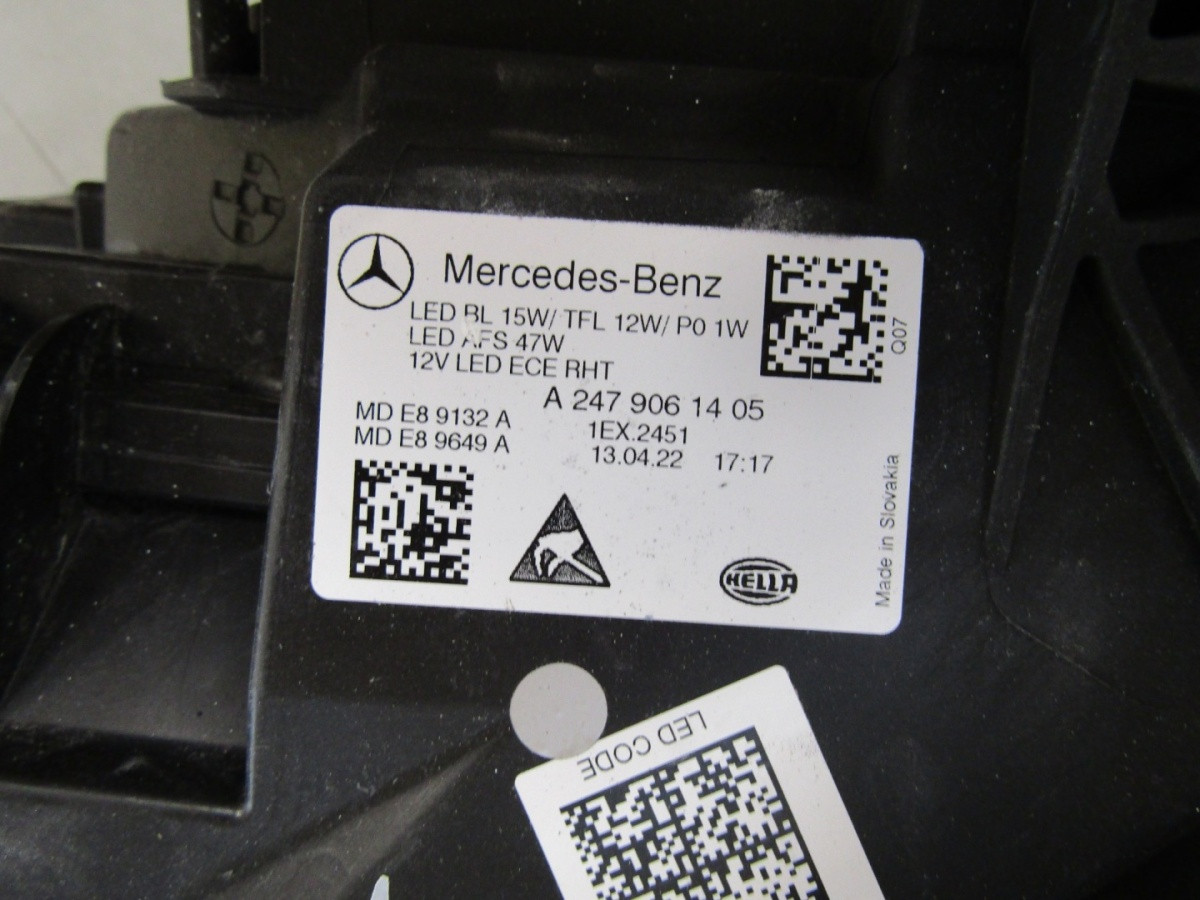 Mercedes-Benz
LED BL 15W/ TFL 12W/ P0 1W
LED AFS 47W
12V LED ECE RHT
A 247 906 14 05
MD E8 9132 A
MD E8 9649 A
1EX.2451
13.04.22 17:17
Q07
Made in Slovakia
HELLA
LED CODE